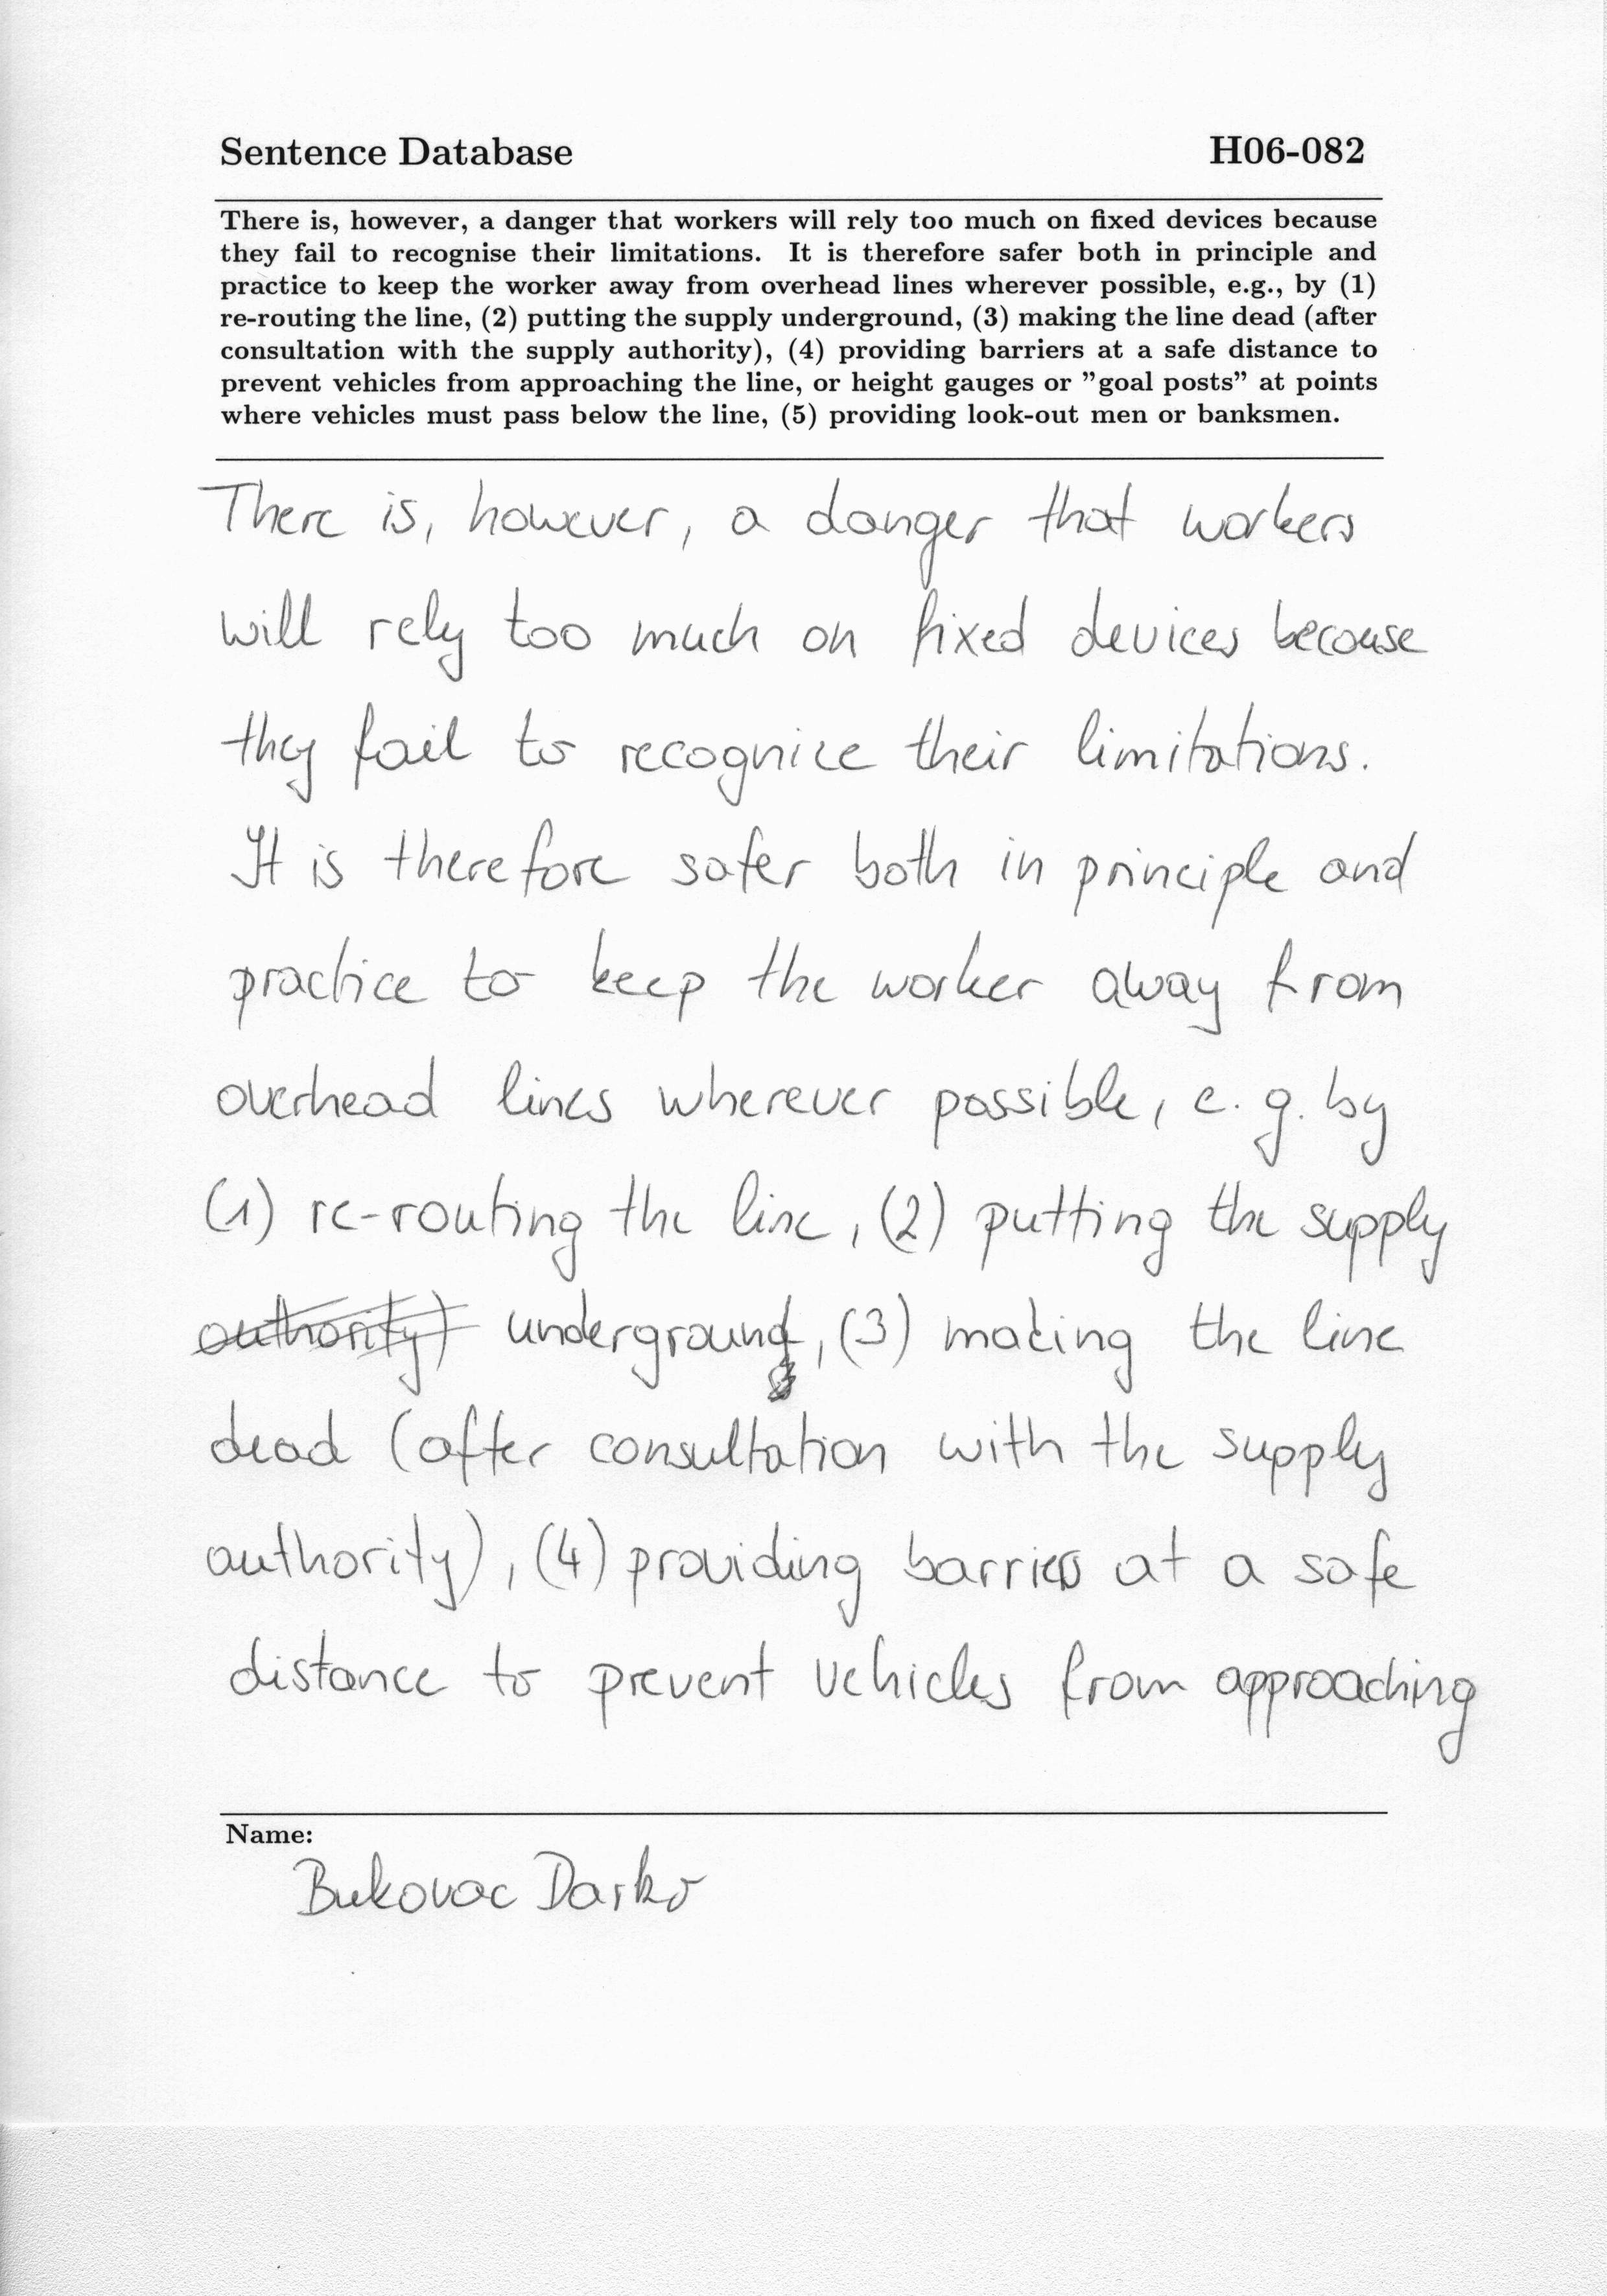 Sentence Database H06-082
There is, however, a danger that workers will rely too much on fixed devices because
they fail to recognise their limitations. It is therefore safer both in principle and
practice to keep the worker away from overhead lines wherever possible, e.g., by (1)
re-routing the line, (2) putting the supply underground, (3) making the line dead (after
consultation with the supply authority), (4) providing barriers at a safe distance to
prevent vehicles from approaching the line, or height gauges or "goal posts" at points
where vehicles must pass below the line, (5) providing look-out men or banksmen.
There is, however, a danger that workers
will rely too much on fixed devices because
they fail to recognice their limitations.
It is therefore safer both in principle and
practice to keep the worker away from
overhead lines wherever possible, e. g. by
(1) re-routing the line, (2) putting the supply
authority) underground, (3) making the line
dead (after consultation with the supply
authority), (4) providing barriers at a safe
distance to prevent vehicles from approaching
Name:
Bukovac Darko